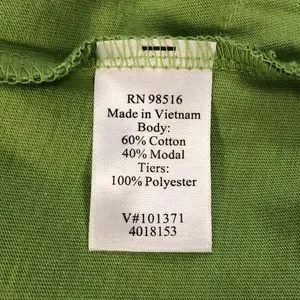 RN 98516
Made in Vietnam
Body:
60% Cotton
40% Modal
Tiers:
100% Polyester
V#101371
4018153